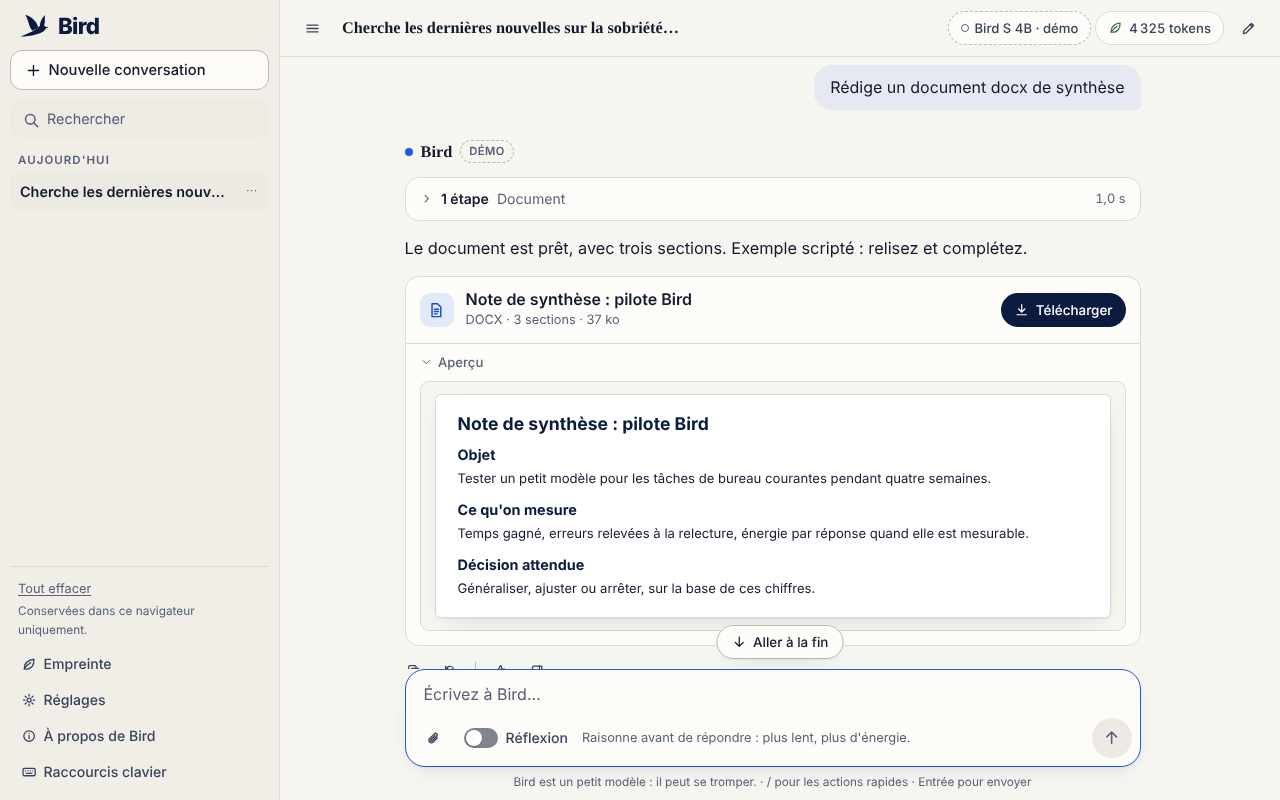 Bird
Nouvelle conversation
Rechercher
AUJOURD'HUI
Cherche les dernières nouv…
Tout effacer
Conservées dans ce navigateur
uniquement.
Empreinte
Réglages
À propos de Bird
Raccourcis clavier
Cherche les dernières nouvelles sur la sobriété…
Bird S 4B · démo
4 325 tokens
Rédige un document docx de synthèse
Bird DÉMO
1 étape Document 1,0 s
Le document est prêt, avec trois sections. Exemple scripté : relisez et complétez.
Note de synthèse : pilote Bird
DOCX · 3 sections · 37 ko
Télécharger
Aperçu
Note de synthèse : pilote Bird
Objet
Tester un petit modèle pour les tâches de bureau courantes pendant quatre semaines.
Ce qu'on mesure
Temps gagné, erreurs relevées à la relecture, énergie par réponse quand elle est mesurable.
Décision attendue
Généraliser, ajuster ou arrêter, sur la base de ces chiffres.
Aller à la fin
Écrivez à Bird…
Réflexion Raisonne avant de répondre : plus lent, plus d'énergie.
Bird est un petit modèle : il peut se tromper. · / pour les actions rapides · Entrée pour envoyer